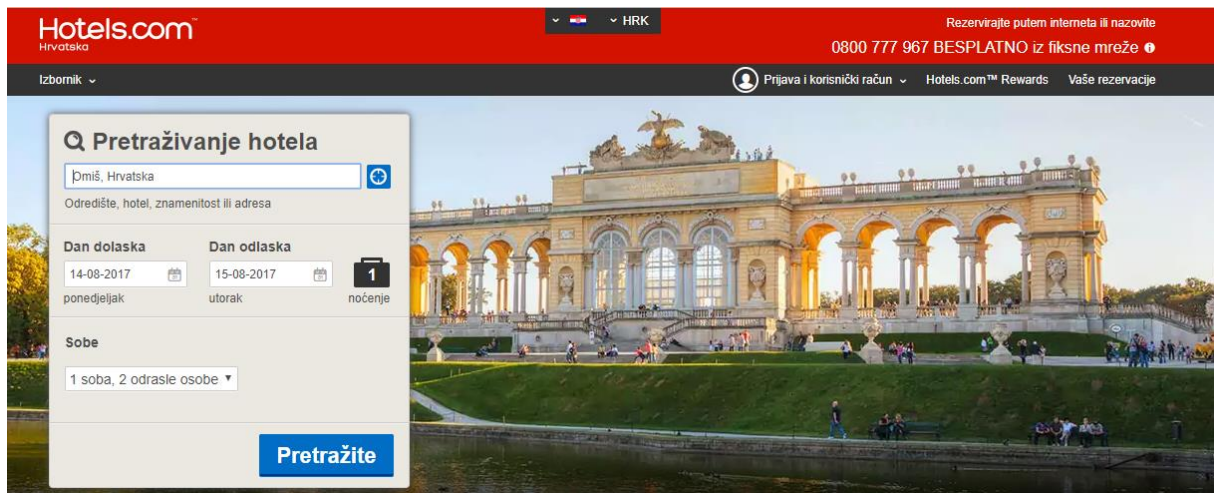 Hotels.com™
Hrvatska
HRK
Rezervirajte putem interneta ili nazovite
0800 777 967 BESPLATNO iz fiksne mreže
Izbornik
Prijava i korisnički račun
Hotels.com™ Rewards
Vaše rezervacije
Pretraživanje hotela
Omiš, Hrvatska
Odredište, hotel, znamenitost ili adresa
Dan dolaska Dan odlaska
14-08-2017 15-08-2017 1
ponedjeljak utorak noćenje
Sobe
1 soba, 2 odrasle osobe
Pretražite